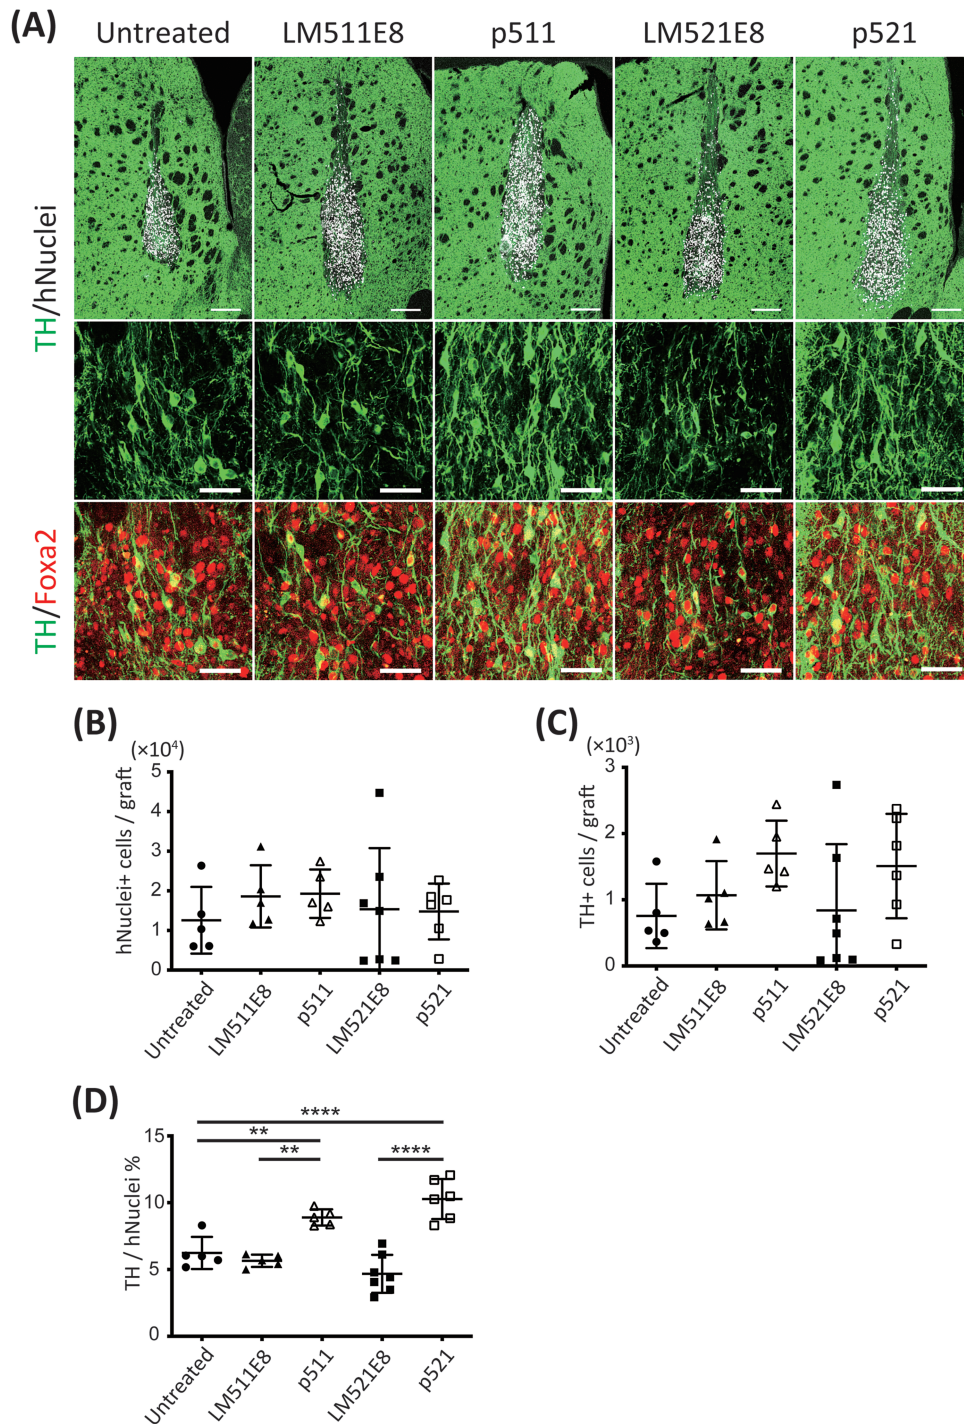 (A)
Untreated LM511E8 p511 LM521E8 p521
TH/hNuclei
TH/Foxa2
(B)
(×10⁴)
hNuclei+ cells / graft
5
4
3
2
1
0
Untreated
LM511E8
p511
LM521E8
p521
(C)
(×10³)
TH+ cells / graft
3
2
1
0
Untreated
LM511E8
p511
LM521E8
p521
(D)
TH / hNuclei %
****
**
**
****
15
10
5
0
Untreated
LM511E8
p511
LM521E8
p521